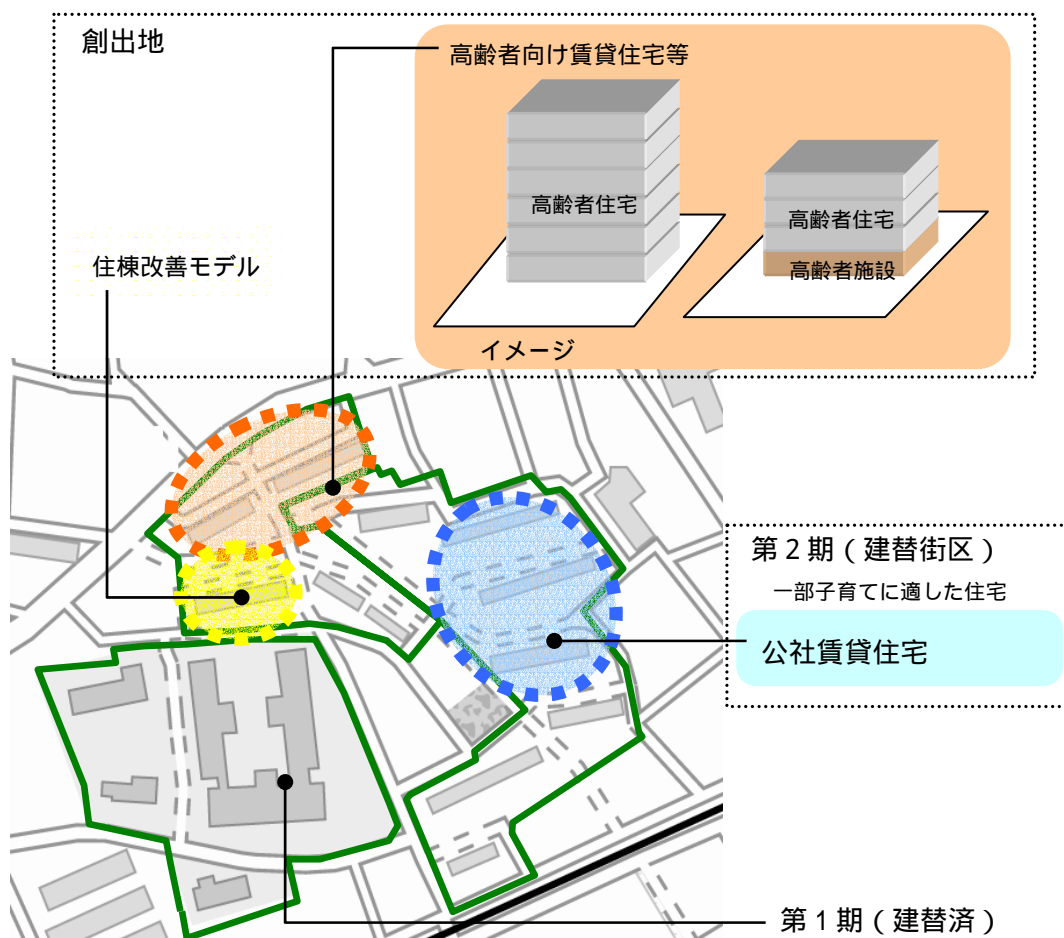 創出地
高齢者向け賃貸住宅等
高齢者住宅
高齢者住宅
高齢者施設
イメージ
住棟改善モデル
第２期（建替街区）
一部子育てに適した住宅
公社賃貸住宅
第１期（建替済）